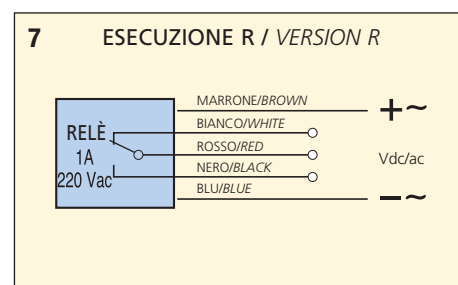 7 ESECUZIONE R / VERSION R
MARRONE/BROWN
+~
BIANCO/WHITE
RELÈ
ROSSO/RED
1A
Vdc/ac
NERO/BLACK
220 Vac
BLU/BLUE
−~